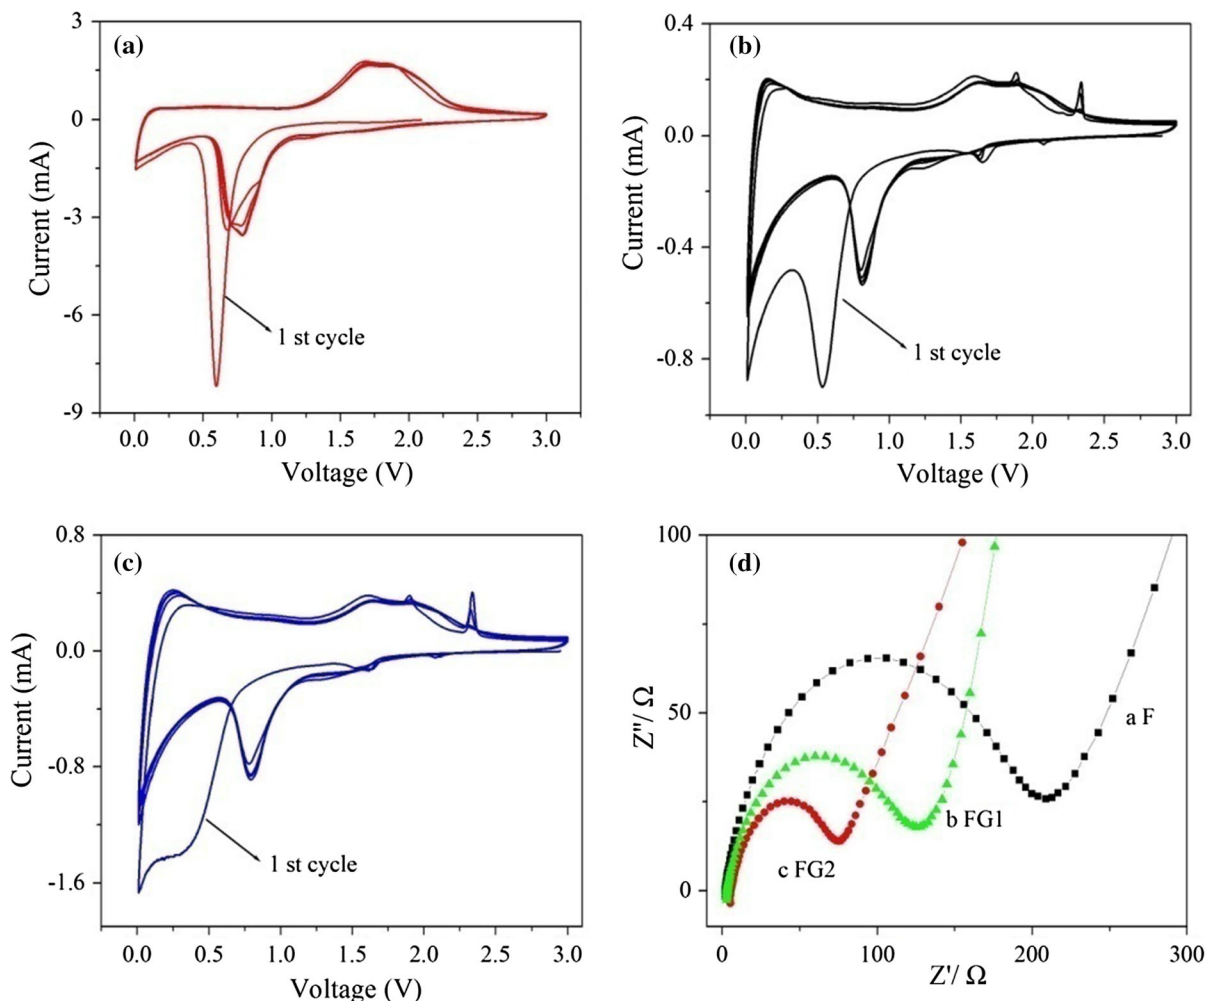 (a)
3
0
-3
-6
-9
Current (mA)
1 st cycle
0.0 0.5 1.0 1.5 2.0 2.5 3.0
Voltage (V)
(b)
0.4
0.0
-0.4
-0.8
Current (mA)
1 st cycle
0.0 0.5 1.0 1.5 2.0 2.5 3.0
Voltage (V)
(c)
0.8
0.0
-0.8
-1.6
Current (mA)
1 st cycle
0.0 0.5 1.0 1.5 2.0 2.5 3.0
Voltage (V)
(d)
100
50
0
Z''/ Ω
a F
b FG1
c FG2
0 100 200 300
Z'/ Ω